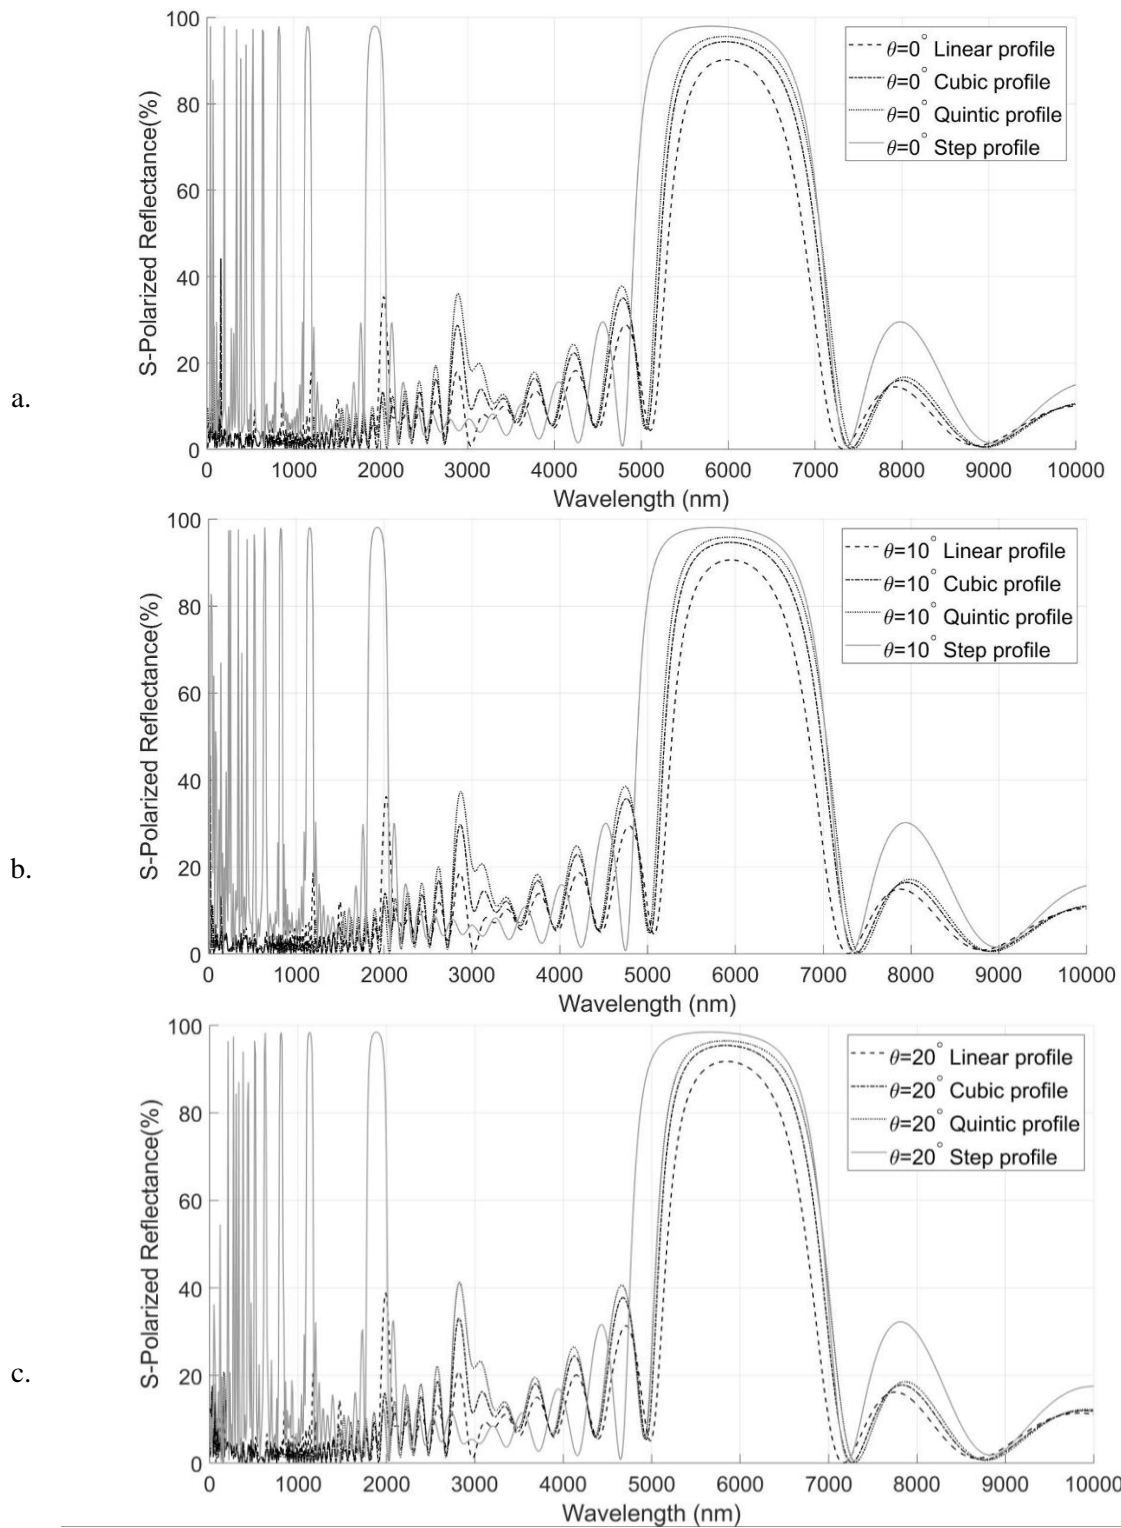 100
80
60
40
20
0
S-Polarized Reflectance(%)
θ=0° Linear profile
θ=0° Cubic profile
θ=0° Quintic profile
θ=0° Step profile
a.
0 1000 2000 3000 4000 5000 6000 7000 8000 9000 10000
Wavelength (nm)
100
80
60
40
20
0
S-Polarized Reflectance(%)
θ=10° Linear profile
θ=10° Cubic profile
θ=10° Quintic profile
θ=10° Step profile
b.
0 1000 2000 3000 4000 5000 6000 7000 8000 9000 10000
Wavelength (nm)
100
80
60
40
20
0
S-Polarized Reflectance(%)
θ=20° Linear profile
θ=20° Cubic profile
θ=20° Quintic profile
θ=20° Step profile
c.
0 1000 2000 3000 4000 5000 6000 7000 8000 9000 10000
Wavelength (nm)